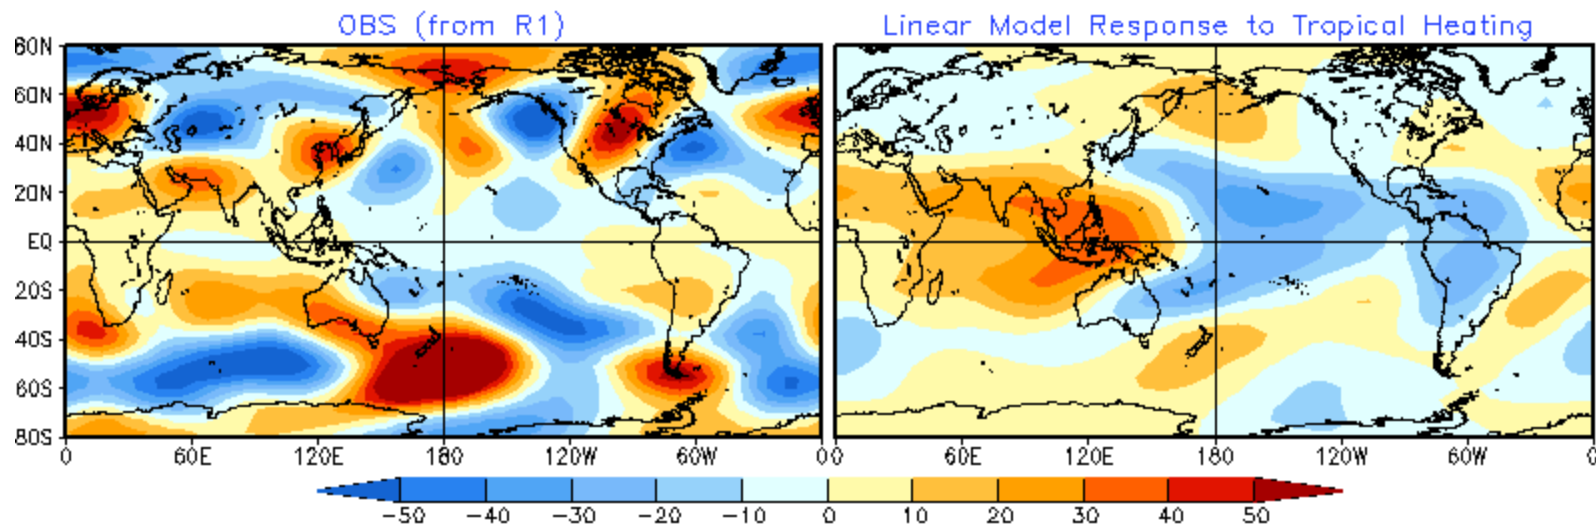 OBS (from R1) Linear Model Response to Tropical Heating
80N
60N
40N
20N
EQ
20S
40S
60S
80S
0 60E 120E 180 120W 60W 0 0 60E 120E 180 120W 60W 0
-50 -40 -30 -20 -10 0 10 20 30 40 50